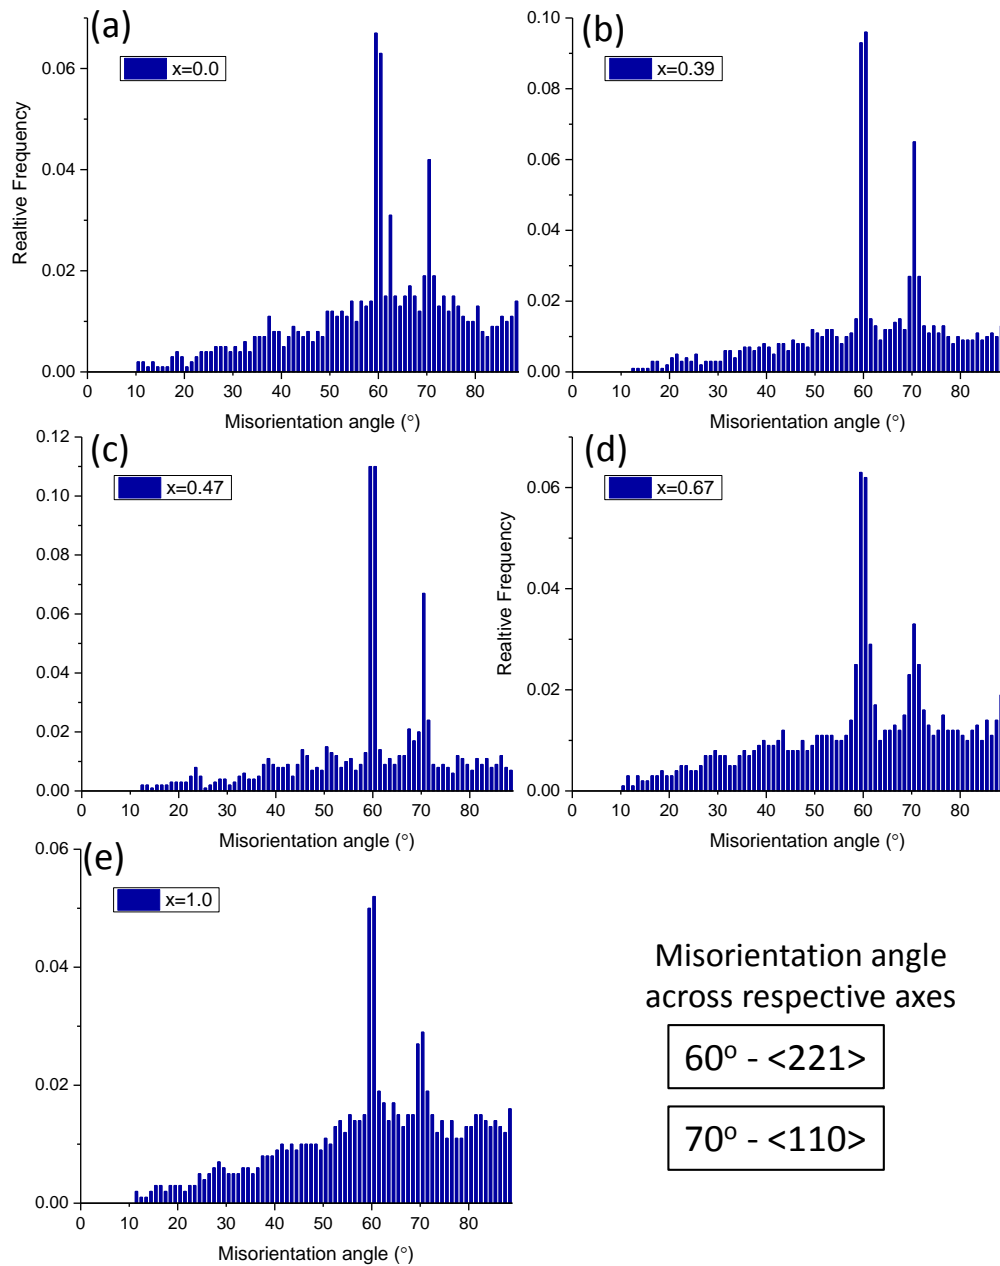 (a)
x=0.0
0.06
0.04
0.02
0.00
0 10 20 30 40 50 60 70 80
Realtive Frequency
Misorientation angle (°)
(b)
x=0.39
0.10
0.08
0.06
0.04
0.02
0.00
0 10 20 30 40 50 60 70 80
Misorientation angle (°)
(c)
x=0.47
0.12
0.10
0.08
0.06
0.04
0.02
0.00
0 10 20 30 40 50 60 70 80
Misorientation angle (°)
(d)
x=0.67
0.06
0.04
0.02
0.00
0 10 20 30 40 50 60 70 80
Realtive Frequency
Misorientation angle (°)
(e)
x=1.0
0.06
0.04
0.02
0.00
0 10 20 30 40 50 60 70 80
Misorientation angle (°)
Misorientation angle
across respective axes
60º - <221>
70º - <110>